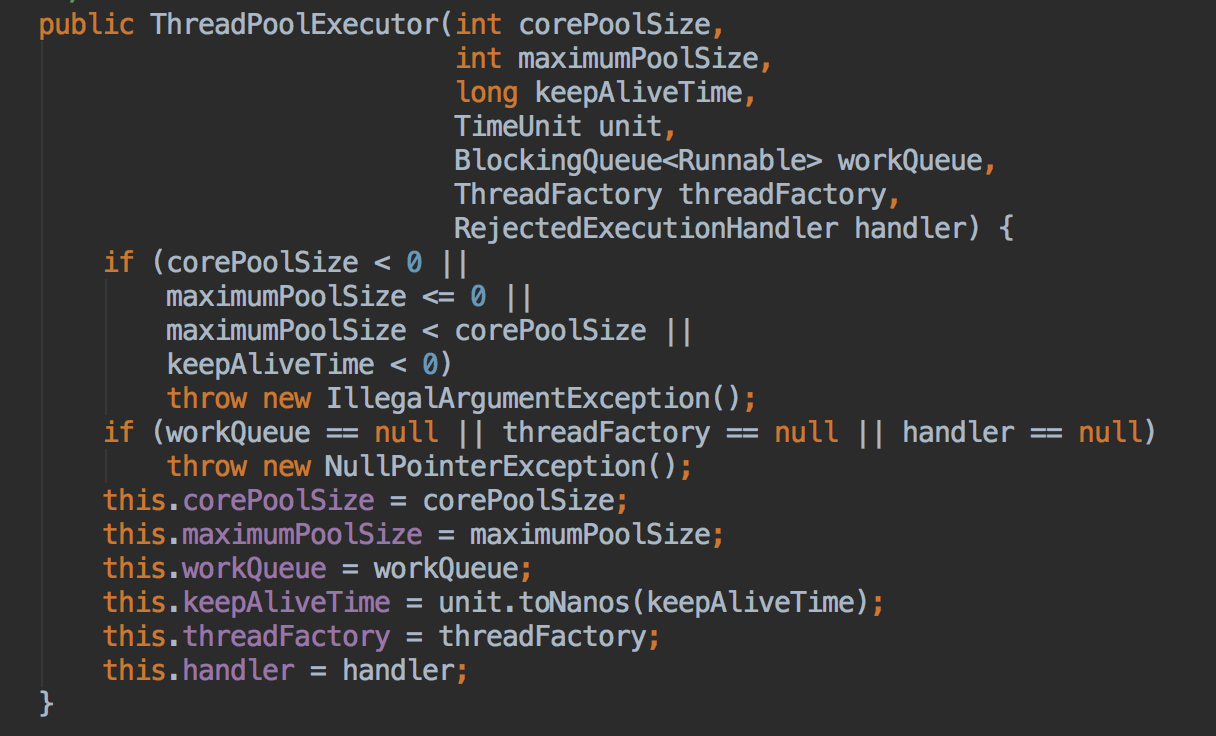 public ThreadPoolExecutor(int corePoolSize,
                          int maximumPoolSize,
                          long keepAliveTime,
                          TimeUnit unit,
                          BlockingQueue<Runnable> workQueue,
                          ThreadFactory threadFactory,
                          RejectedExecutionHandler handler) {
    if (corePoolSize < 0 ||
        maximumPoolSize <= 0 ||
        maximumPoolSize < corePoolSize ||
        keepAliveTime < 0)
        throw new IllegalArgumentException();
    if (workQueue == null || threadFactory == null || handler == null)
        throw new NullPointerException();
    this.corePoolSize = corePoolSize;
    this.maximumPoolSize = maximumPoolSize;
    this.workQueue = workQueue;
    this.keepAliveTime = unit.toNanos(keepAliveTime);
    this.threadFactory = threadFactory;
    this.handler = handler;
}